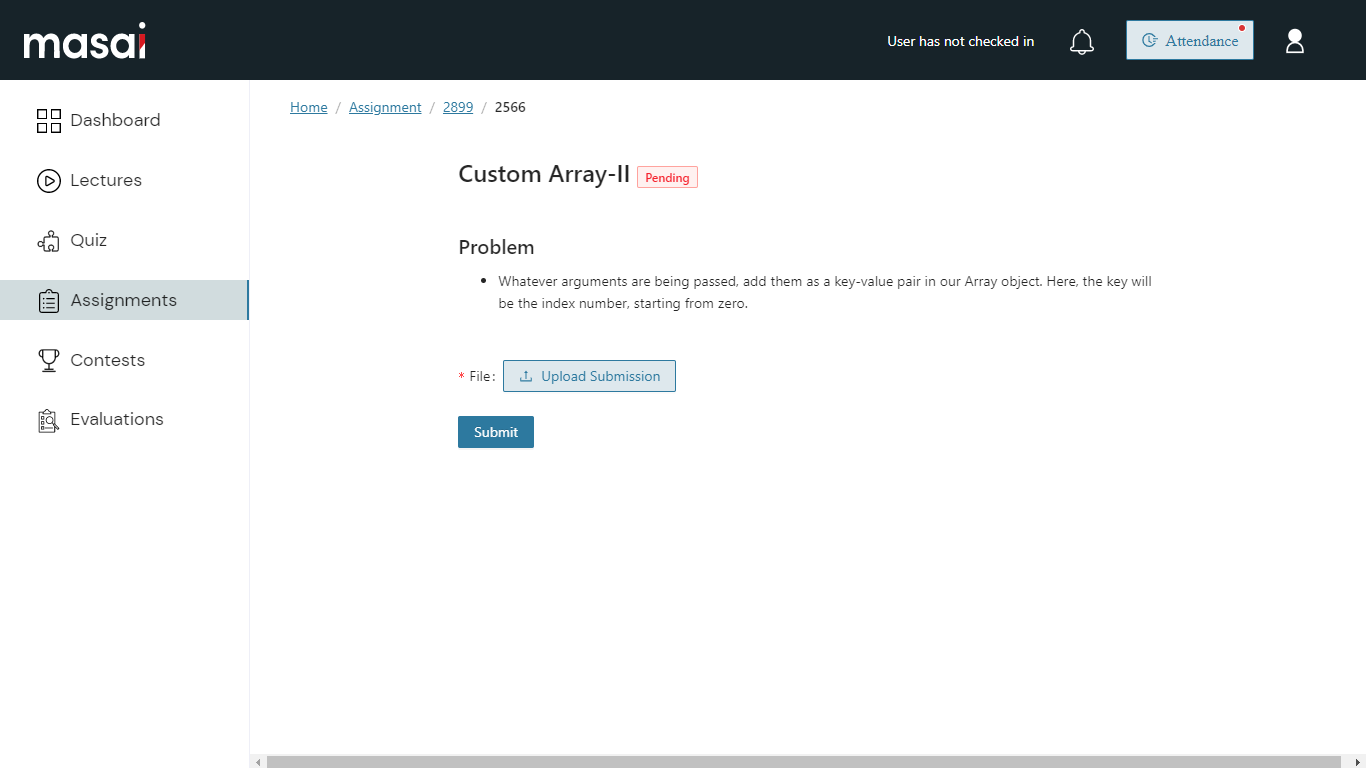 masai
User has not checked in
Attendance
Dashboard
Lectures
Quiz
Assignments
Contests
Evaluations
Home / Assignment / 2899 / 2566
Custom Array-II Pending
Problem
• Whatever arguments are being passed, add them as a key-value pair in our Array object. Here, the key will
be the index number, starting from zero.
* File: Upload Submission
Submit